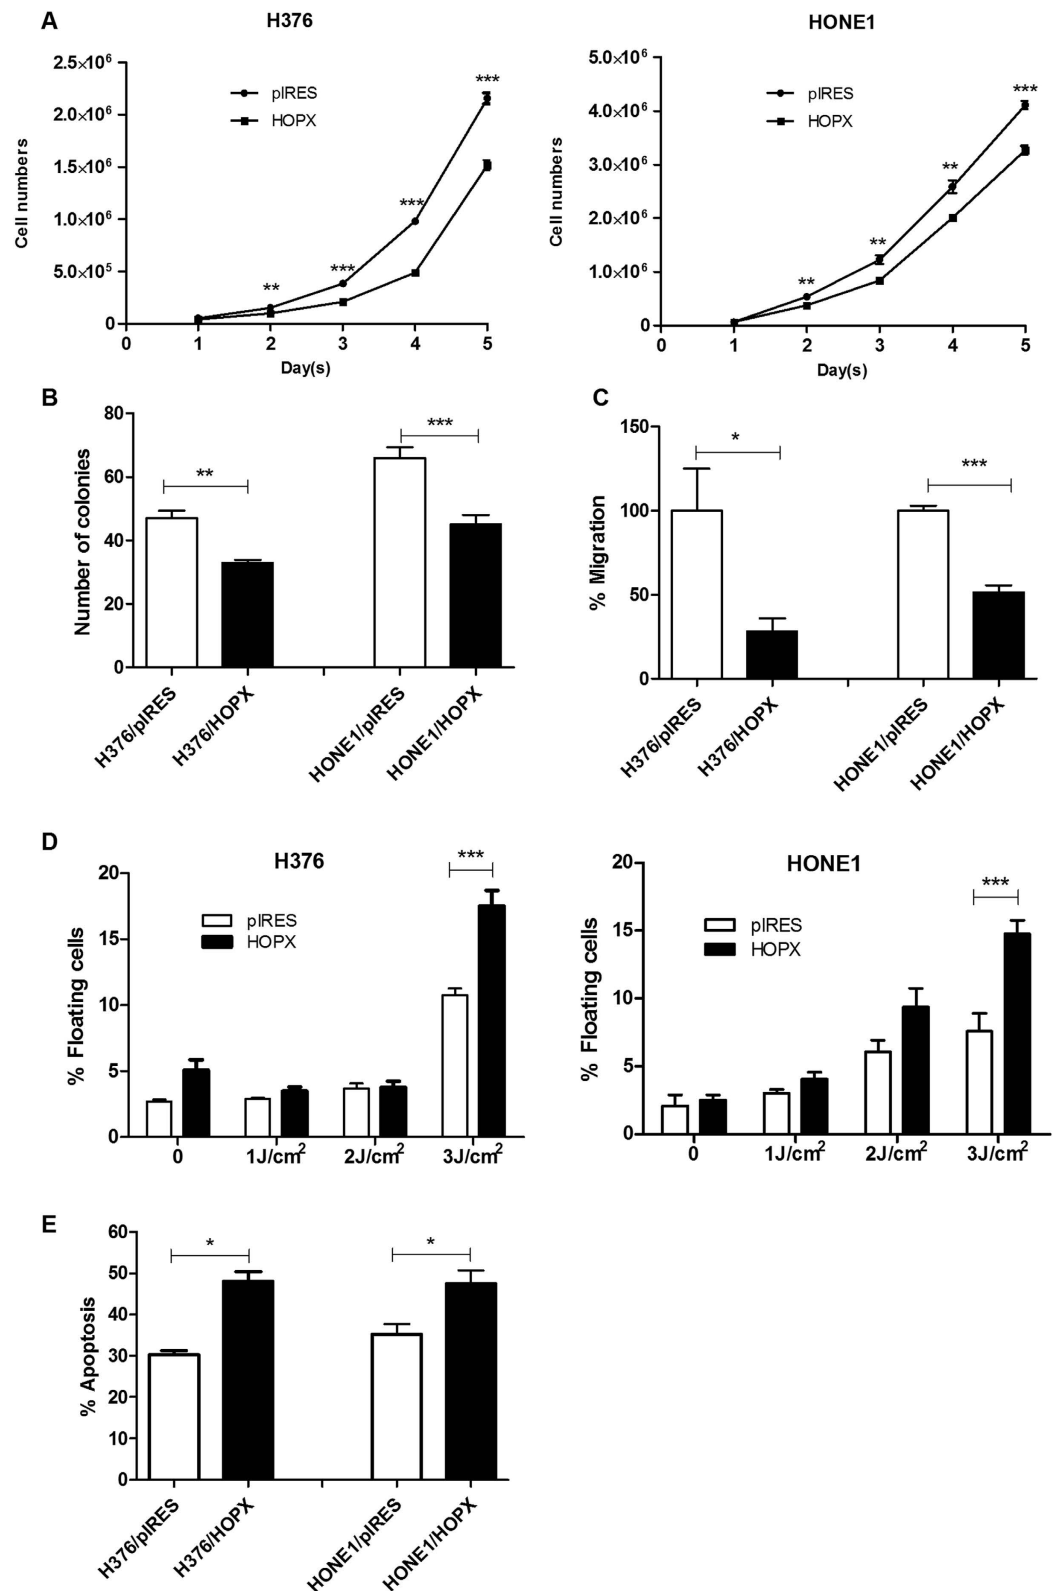 A
H376
HONE1
2.5×10⁶
2.0×10⁶
1.5×10⁶
1.0×10⁶
5.0×10⁵
0
Cell numbers
pIRES
HOPX
**
***
***
***
0 1 2 3 4 5
Day(s)
5.0×10⁶
4.0×10⁶
3.0×10⁶
2.0×10⁶
1.0×10⁶
0
Cell numbers
pIRES
HOPX
**
**
**
***
0 1 2 3 4 5
Day(s)
B
80
60
40
20
0
Number of colonies
**
***
H376/pIRES
H376/HOPX
HONE1/pIRES
HONE1/HOPX
C
150
100
50
0
% Migration
*
***
H376/pIRES
H376/HOPX
HONE1/pIRES
HONE1/HOPX
D
H376
20
15
10
5
0
% Floating cells
pIRES
HOPX
***
0 1J/cm² 2J/cm² 3J/cm²
HONE1
20
15
10
5
0
% Floating cells
pIRES
HOPX
***
0 1J/cm² 2J/cm² 3J/cm²
E
60
50
40
30
20
10
0
% Apoptosis
*
*
H376/pIRES
H376/HOPX
HONE1/pIRES
HONE1/HOPX